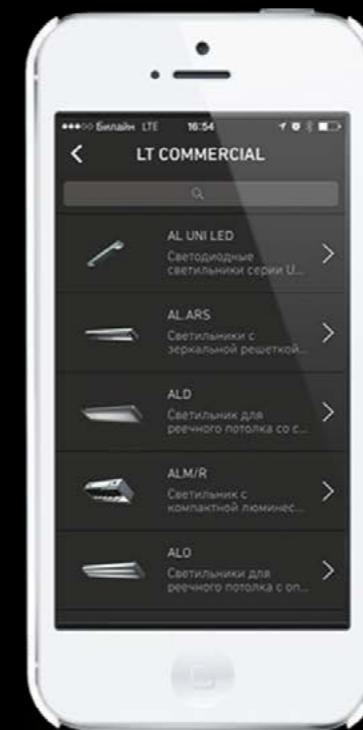 Билайн LTE 16:54
LT COMMERCIAL
AL UNI LED
Светодиодные
светильники серии U...
AL.ARS
Светильники с
зеркальной решеткой...
ALD
Светильник для
реечного потолка со с...
ALM/R
Светильник с
компактной люминес...
ALO
Светильники для
реечного потолка с оп...